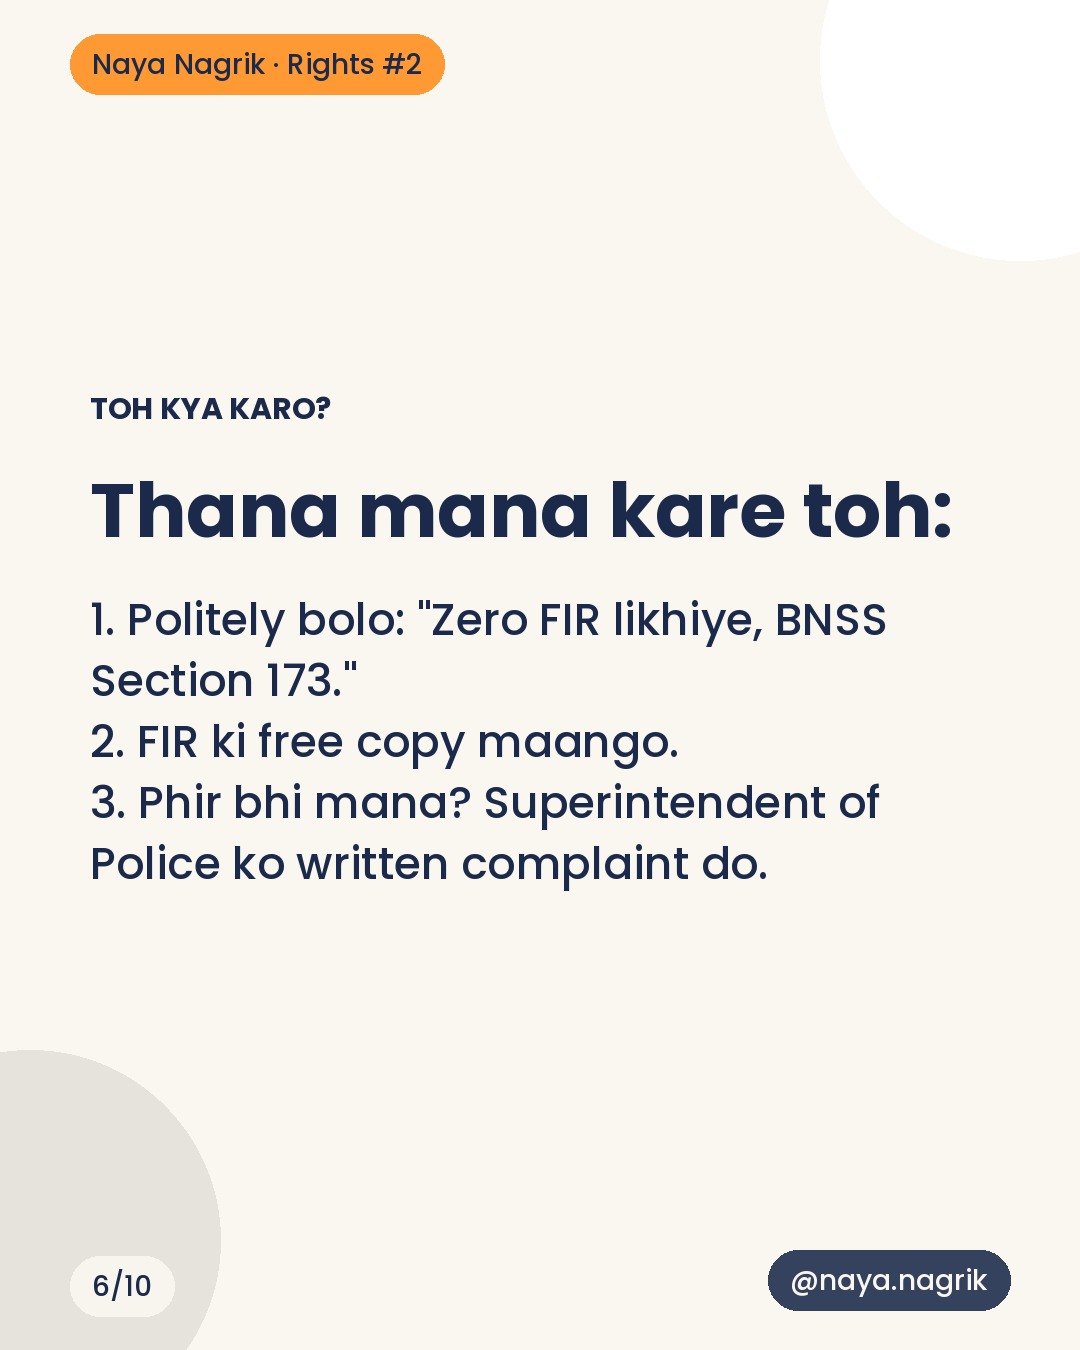 Naya Nagrik · Rights #2
TOH KYA KARO?
Thana mana kare toh:
1. Politely bolo: "Zero FIR likhiye, BNSS
Section 173."
2. FIR ki free copy maango.
3. Phir bhi mana? Superintendent of
Police ko written complaint do.
6/10
@naya.nagrik